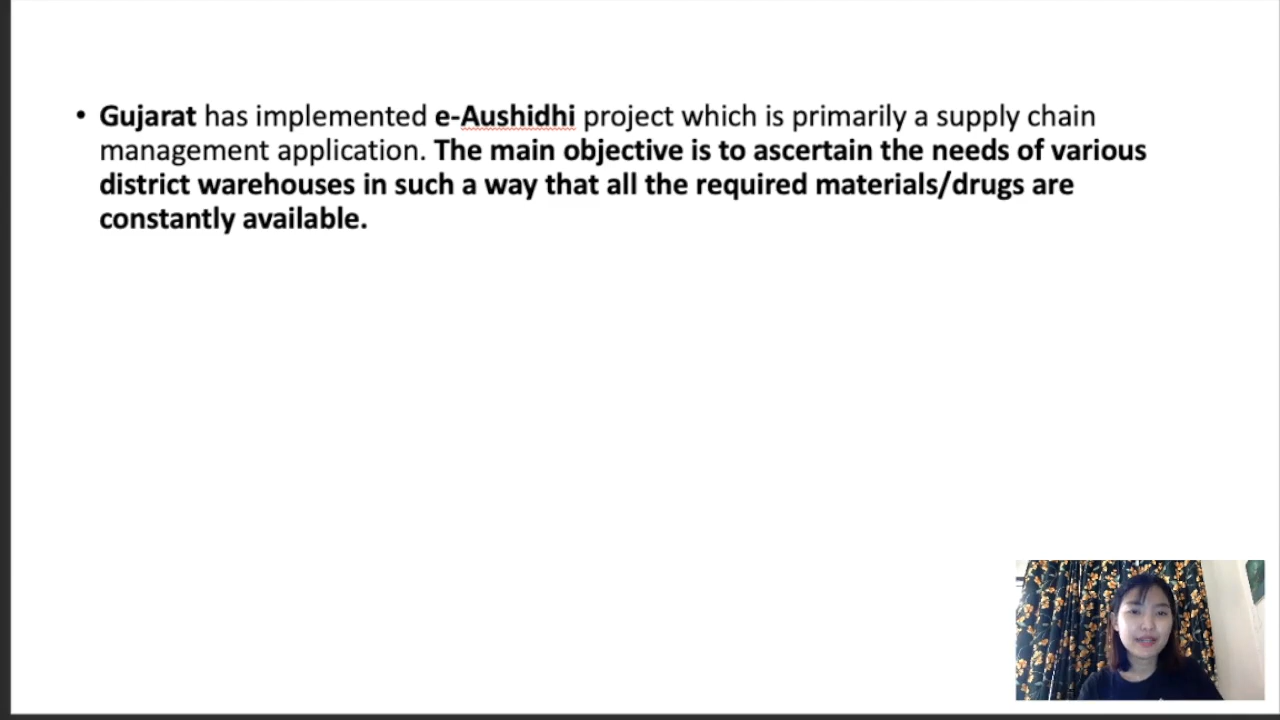 • Gujarat has implemented e-Aushidhi project which is primarily a supply chain
management application. The main objective is to ascertain the needs of various
district warehouses in such a way that all the required materials/drugs are
constantly available.